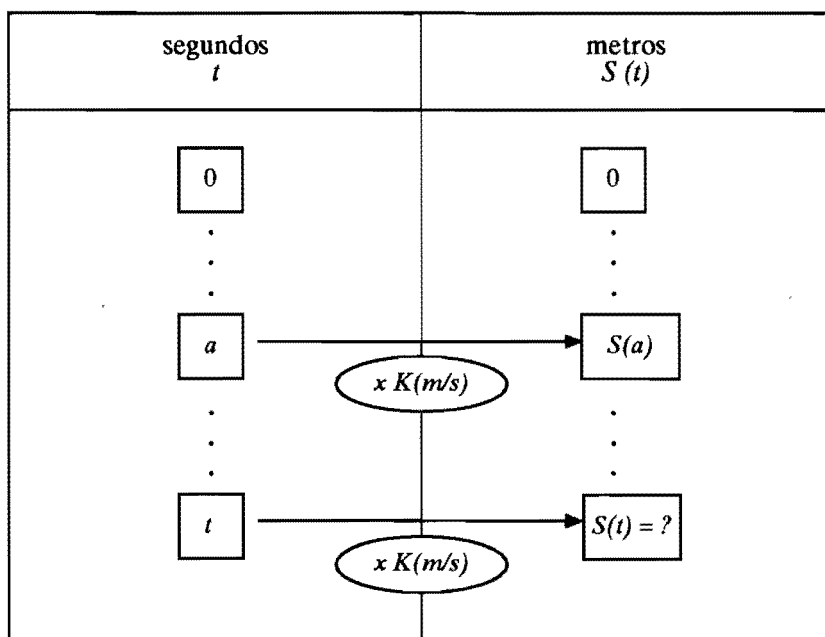 segundos metros
t S (t)
0 0
a S(a)
x K(m/s)
t S(t) = ?
x K(m/s)